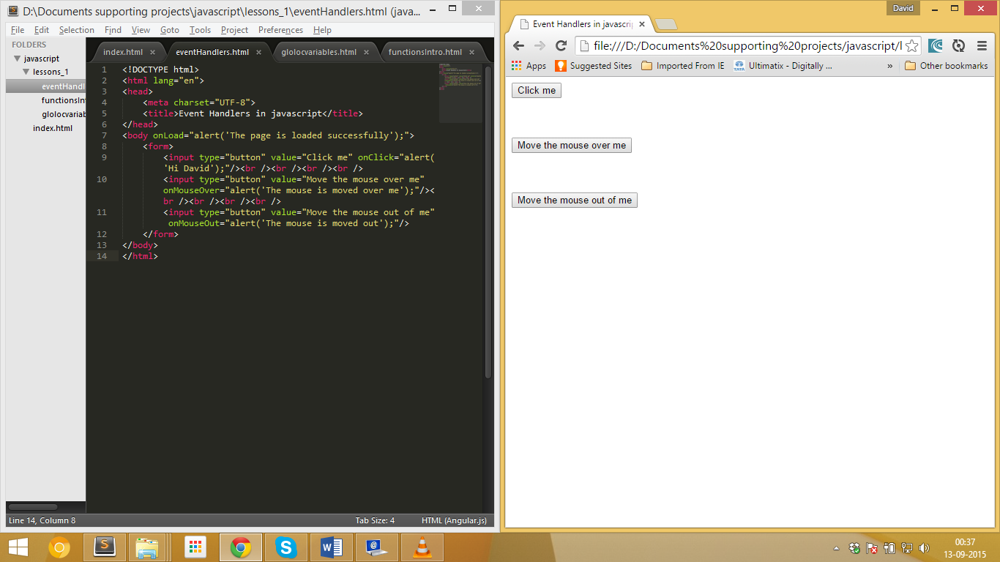 D:\Documents supporting projects\javascript\lessons_1\eventHandlers.html (java...
File Edit Selection Find View Goto Tools Project Preferences Help
FOLDERS
javascript
lessons_1
eventHandl
functionsIn
glolocvariab
index.html
index.html × eventHandlers.html × glolocvariables.html × functionsIntro.html ×
1 <!DOCTYPE html>
2 <html lang="en">
3 <head>
4 <meta charset="UTF-8">
5 <title>Event Handlers in javascript</title>
6 </head>
7 <body onLoad="alert('The page is loaded successfully');">
8 <form>
9 <input type="button" value="Click me" onClick="alert(
'Hi David');"/><br /><br /><br /><br />
10 <input type="button" value="Move the mouse over me"
onMouseOver="alert('The mouse is moved over me');"/><
br /><br /><br /><br />
11 <input type="button" value="Move the mouse out of me"
onMouseOut="alert('The mouse is moved out');"/>
12 </form>
13 </body>
14 </html>
Line 14, Column 8 Tab Size: 4 HTML (Angular.js)
David
Event Handlers in javascri
file:///D:/Documents%20supporting%20projects/javascript/l
Apps Suggested Sites Imported From IE TATA Ultimatix - Digitally ... » Other bookmarks
Click me
Move the mouse over me
Move the mouse out of me
00:37
13-09-2015